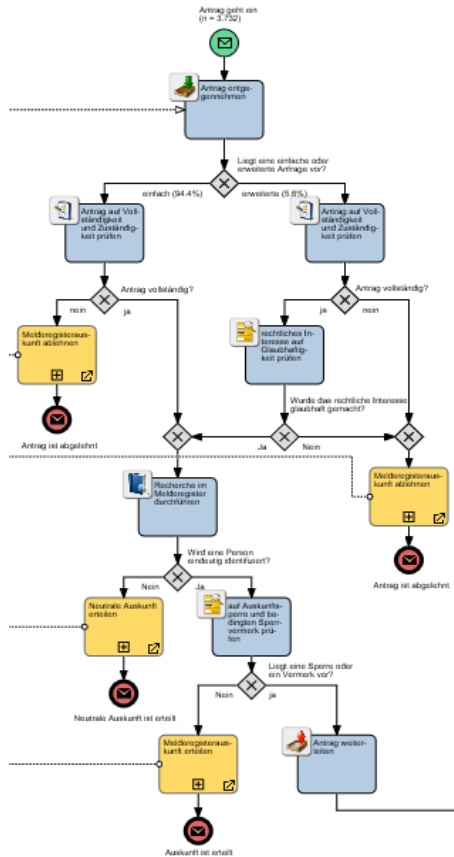 Antrag geht ein
(n = 3.732)
Antrag entge-
gennehmen
Liegt eine einfache oder
erweiterte Anfrage vor?
einfach (94.4%)
erweiterte (5.6%)
Antrag auf Voll-
ständigkeit
und Zuständig-
keit prüfen
Antrag auf Voll-
ständigkeit
und Zuständig-
keit prüfen
Antrag vollständig?
nein
ja
Antrag vollständig?
ja
nein
Melderegisteraus-
kunft ablehnen
rechtliches In-
teresse auf
Glaubhaftig-
keit prüfen
Antrag ist abgelehnt
Wurde das rechtliche Interesse
glaubhaft gemacht?
Ja
Nein
Melderegisteraus-
kunft ablehnen
Antrag ist abgelehnt
Recherche im
Melderegister
durchführen
Wird eine Person
eindeutig identifiziert?
Nein
Ja
Neutrale Auskunft
erteilen
auf Auskunfts-
sperre und be-
dingten Sperr-
vermerk prü-
fen
Neutrale Auskunft ist erteilt
Liegt eine Sperre oder
ein Vermerk vor?
Nein
ja
Melderegisteraus-
kunft erteilen
Antrag weiter-
leiten
Auskunft ist erteilt